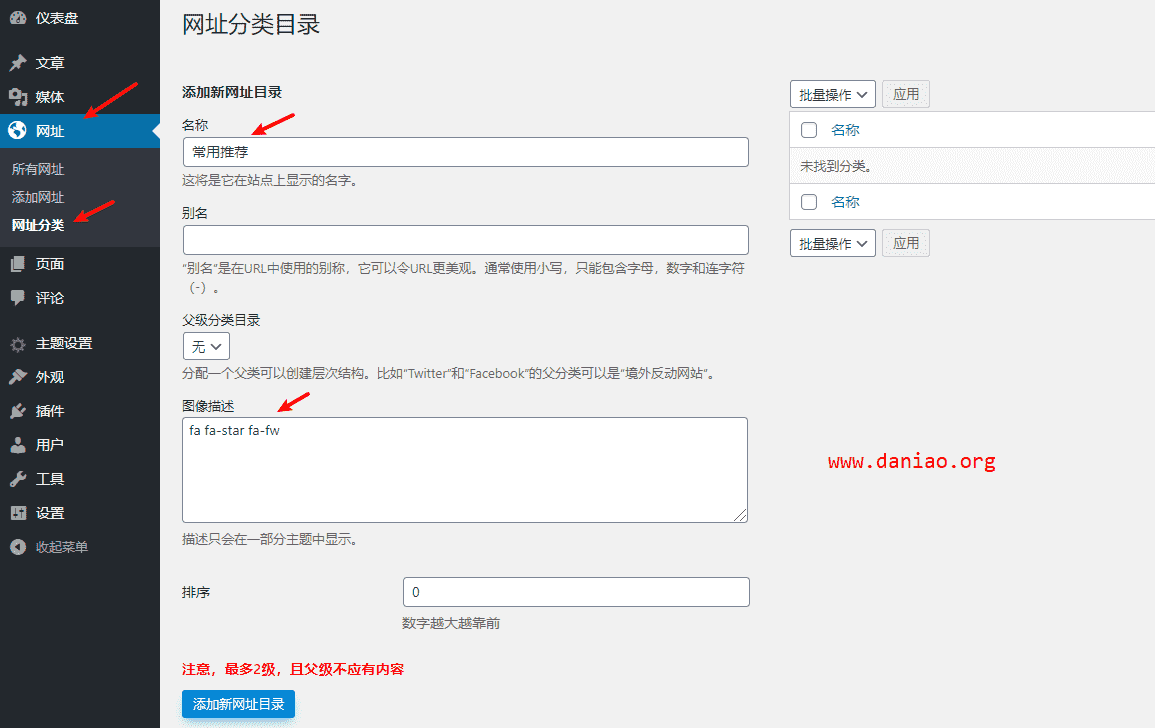 仪表盘
文章
媒体
网址
所有网址
添加网址
网址分类
页面
评论
主题设置
外观
插件
用户
工具
设置
收起菜单
网址分类目录
添加新网址目录
名称
常用推荐
这将是它在站点上显示的名字。
别名
“别名”是在URL中使用的别称，它可以令URL更美观。通常使用小写，只能包含字母，数字和连字符
（-）。
父级分类目录
无
分配一个父类可以创建层次结构。比如“Twitter”和“Facebook”的父分类可以是“境外反动网站”。
图像描述
fa fa-star fa-fw
描述只会在一部分主题中显示。
排序
0
数字越大越靠前
注意，最多2级，且父级不应有内容
添加新网址目录
批量操作
应用
名称
未找到分类。
名称
批量操作
应用
www.daniao.org